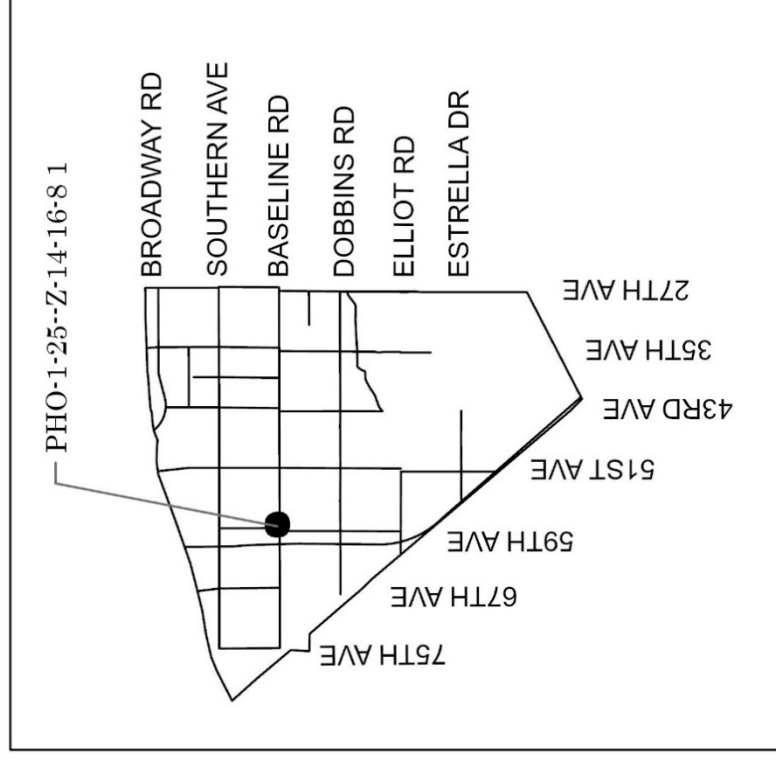 PHO-1-25--Z-14-16-8 1
BROADWAY RD
SOUTHERN AVE
BASELINE RD
DOBBINS RD
ELLIOT RD
ESTRELLA DR
27TH AVE
35TH AVE
43RD AVE
51ST AVE
59TH AVE
67TH AVE
75TH AVE